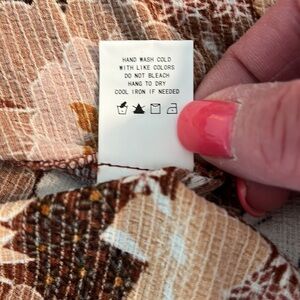 HAND WASH COLD
WITH LIKE COLORS
DO NOT BLEACH
HANG TO DRY
COOL IRON IF NEEDED